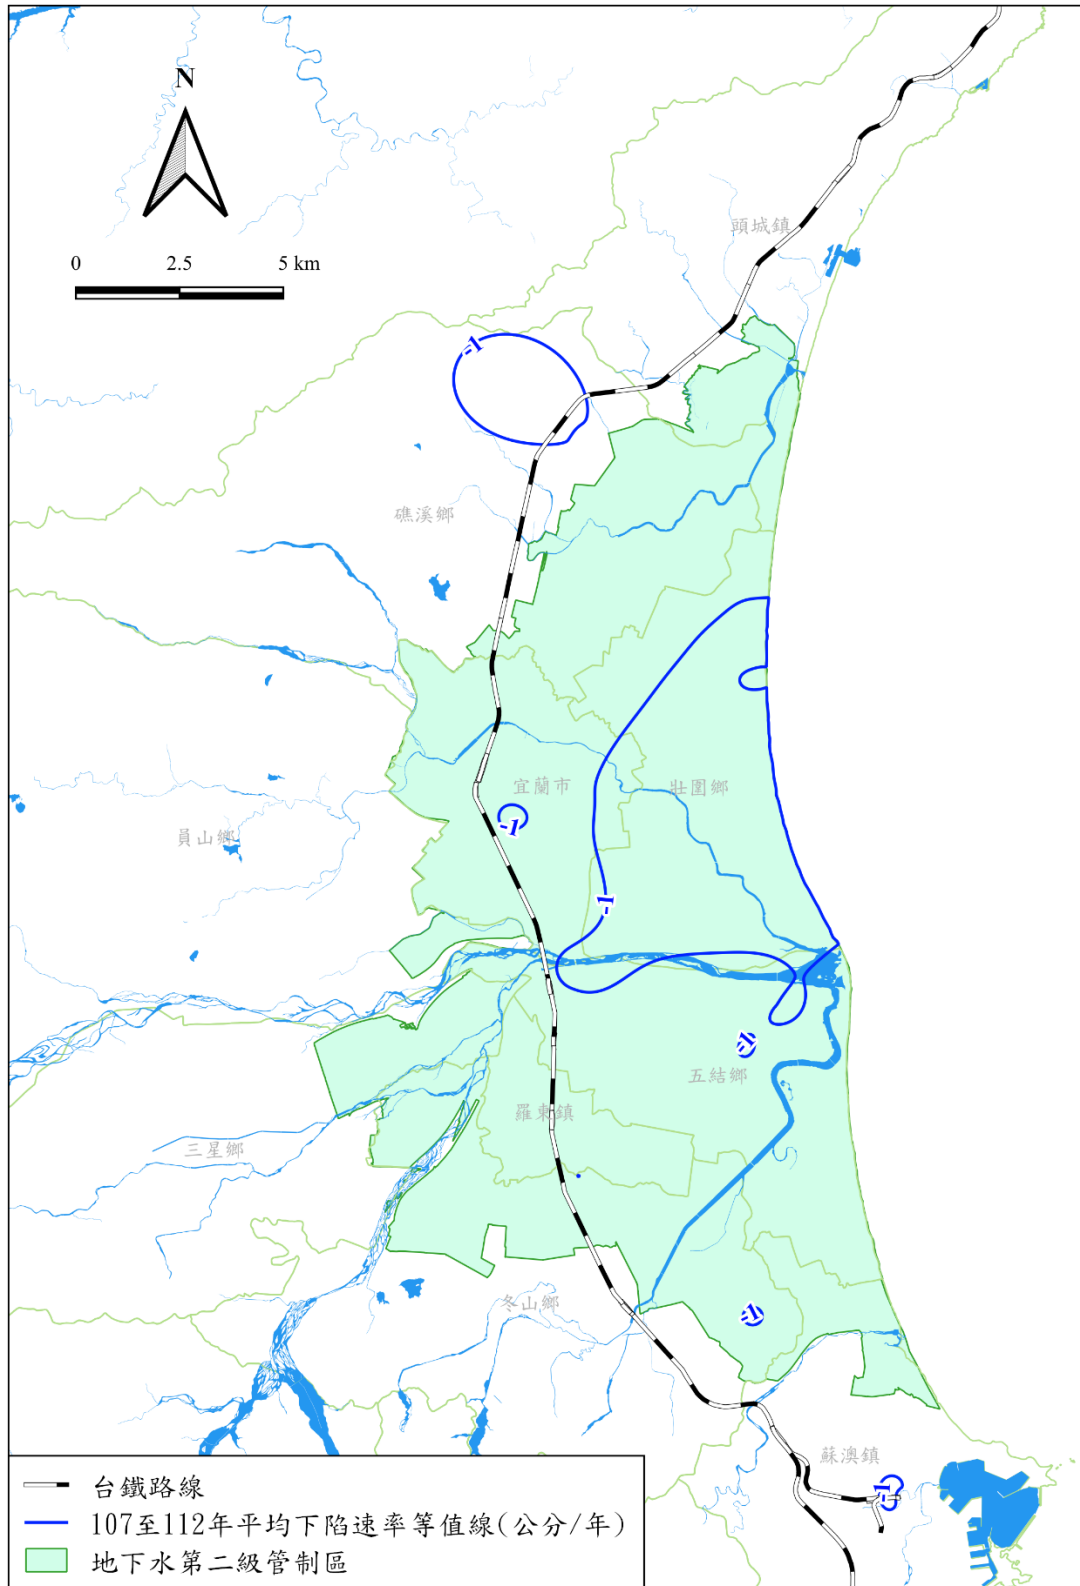 N
0 2.5 5 km
頭城鎮
-1
礁溪鄉
宜蘭市
壯圍鄉
-1
員山鄉
-1
-1
五結鄉
羅東鎮
三星鄉
冬山鄉
-1
蘇澳鎮
-1
台鐵路線
107至112年平均下陷速率等值線(公分/年)
地下水第二級管制區